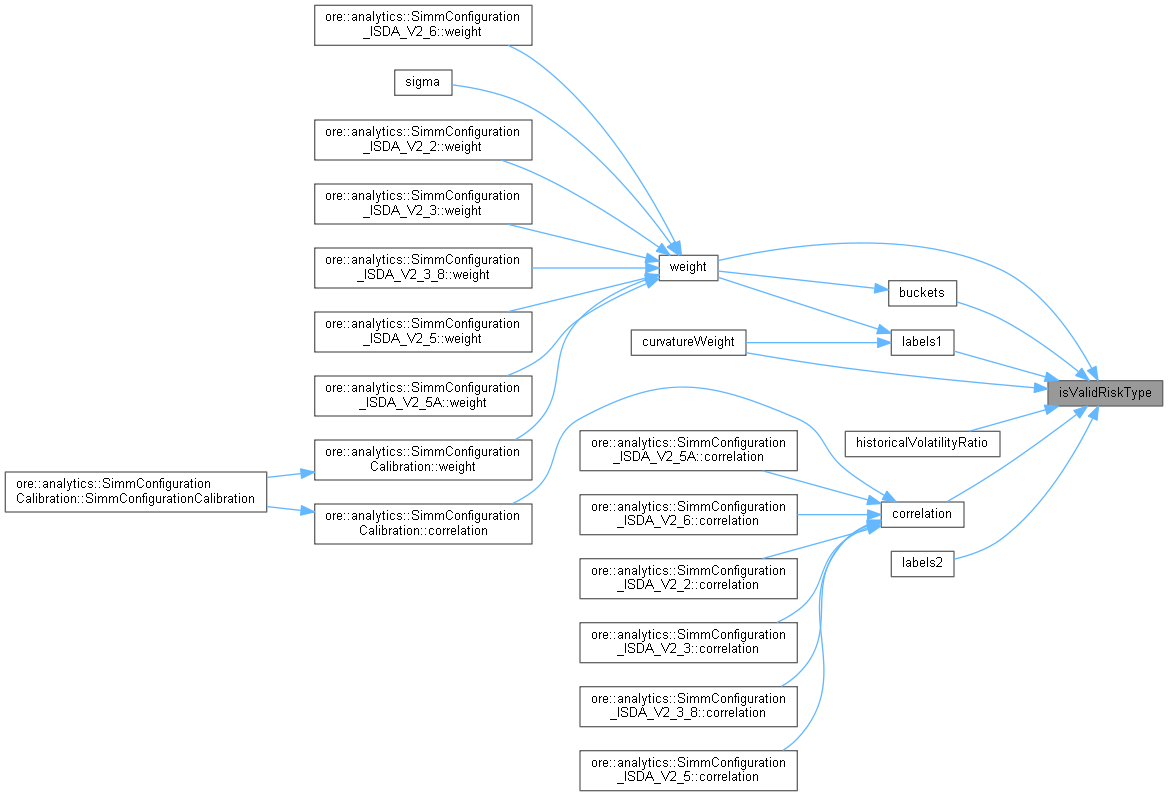 ore::analytics::SimmConfiguration
_ISDA_V2_6::weight
sigma
ore::analytics::SimmConfiguration
_ISDA_V2_2::weight
ore::analytics::SimmConfiguration
_ISDA_V2_3::weight
ore::analytics::SimmConfiguration
_ISDA_V2_3_8::weight
ore::analytics::SimmConfiguration
_ISDA_V2_5::weight
ore::analytics::SimmConfiguration
_ISDA_V2_5A::weight
ore::analytics::SimmConfiguration
Calibration::weight
ore::analytics::SimmConfiguration
Calibration::SimmConfigurationCalibration
ore::analytics::SimmConfiguration
Calibration::correlation
weight
curvatureWeight
ore::analytics::SimmConfiguration
_ISDA_V2_5A::correlation
ore::analytics::SimmConfiguration
_ISDA_V2_6::correlation
ore::analytics::SimmConfiguration
_ISDA_V2_2::correlation
ore::analytics::SimmConfiguration
_ISDA_V2_3::correlation
ore::analytics::SimmConfiguration
_ISDA_V2_3_8::correlation
ore::analytics::SimmConfiguration
_ISDA_V2_5::correlation
buckets
labels1
historicalVolatilityRatio
correlation
labels2
isValidRiskType